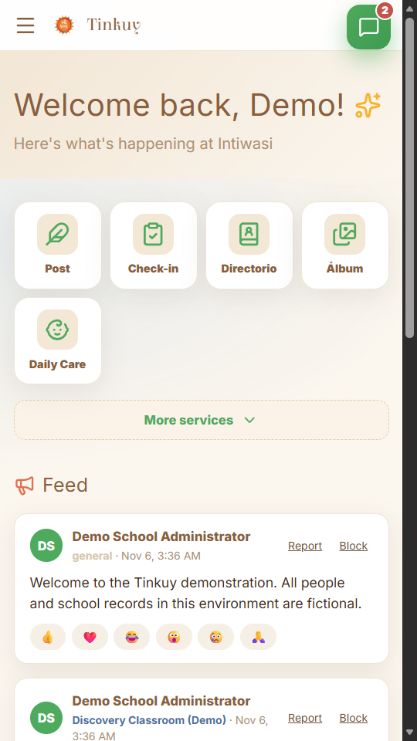 Tinkuy
2
Welcome back, Demo!
Here's what's happening at Intiwasi
Post
Check-in
Directorio
Álbum
Daily Care
More services
Feed
DS
Demo School Administrator
general · Nov 6, 3:36 AM
Report
Block
Welcome to the Tinkuy demonstration. All people
and school records in this environment are fictional.
DS
Demo School Administrator
Discovery Classroom (Demo) · Nov 6,
3:36 AM
Report
Block